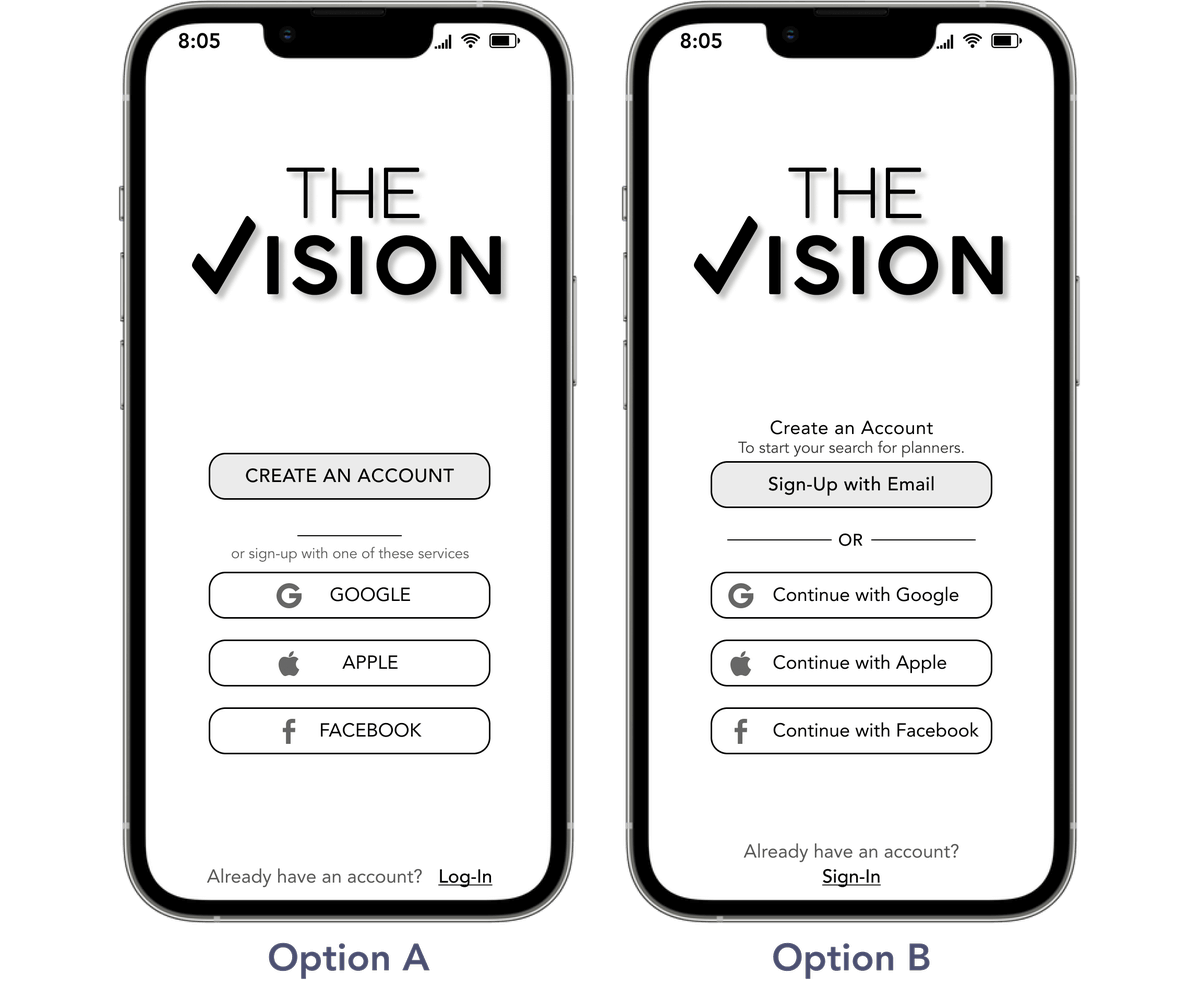 8:05
THE
✓ISION
CREATE AN ACCOUNT
or sign-up with one of these services
G GOOGLE
APPLE
f FACEBOOK
Already have an account? Log-In
Option A
8:05
THE
✓ISION
Create an Account
To start your search for planners.
Sign-Up with Email
OR
G Continue with Google
Continue with Apple
f Continue with Facebook
Already have an account?
Sign-In
Option B